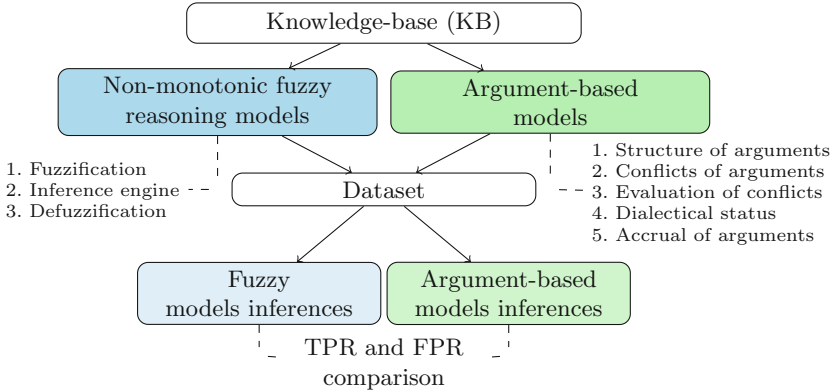 Knowledge-base (KB)
Non-monotonic fuzzy
reasoning models
Argument-based
models
1. Fuzzification
2. Inference engine
3. Defuzzification
1. Structure of arguments
2. Conflicts of arguments
3. Evaluation of conflicts
4. Dialectical status
5. Accrual of arguments
Dataset
Fuzzy
models inferences
Argument-based
models inferences
TPR and FPR
comparison